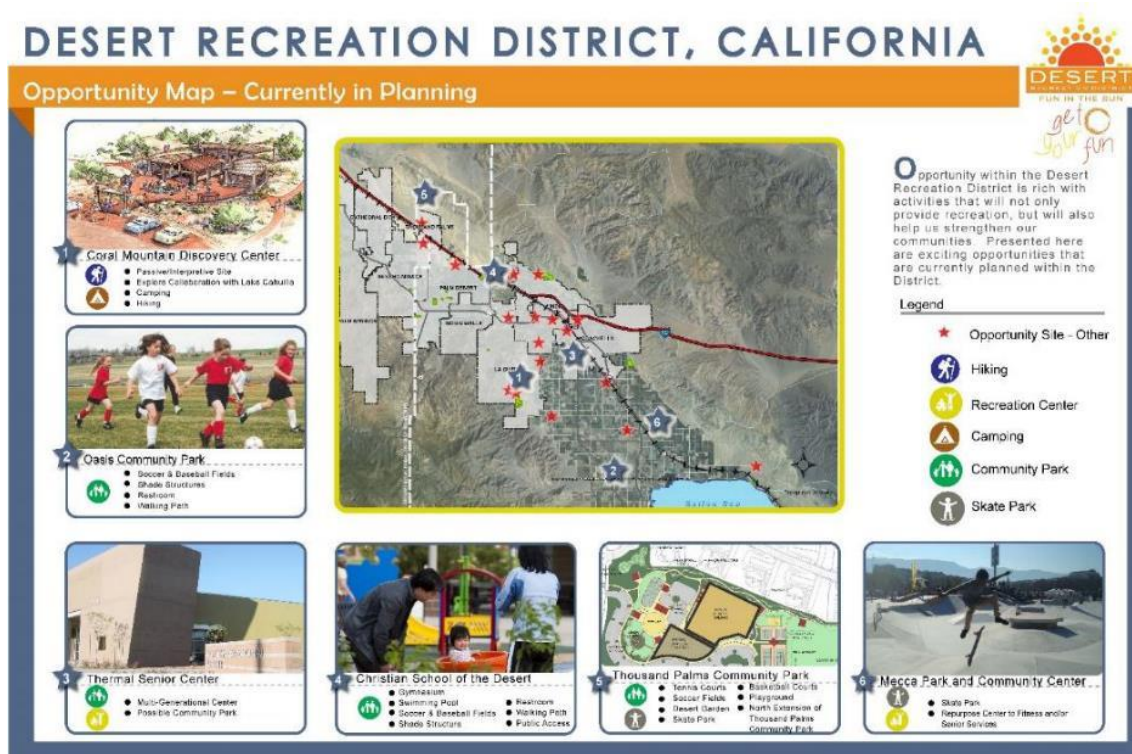 DESERT RECREATION DISTRICT, CALIFORNIA
Opportunity Map – Currently in Planning
DESERT
FUN IN THE SUN
get
your
fun
1
Coral Mountain Discovery Center
Passive/Interpretive Site
Explore Collaboration with Lake Cahuilla
Camping
Hiking
2
Oasis Community Park
Soccer & Baseball Fields
Shade Structures
Restroom
Walking Path
5
4
3
1
6
2
PALM DESERT
Salton Sea
Opportunity within the Desert
Recreation District is rich with
activities that will not only
provide recreation, but will also
help us strengthen our
communities. Presented here
are exciting opportunities that
are currently planned within the
District.
Legend
Opportunity Site - Other
Hiking
Recreation Center
Camping
Community Park
Skate Park
3
Thermal Senior Center
Multi-Generational Center
Possible Community Park
4
Christian School of the Desert
Gymnasium
Swimming Pool
Soccer & Baseball Fields
Shade Structure
Restroom
Walking Path
Public Access
5
Thousand Palms Community Park
Tennis Courts
Soccer Fields
Desert Garden
Skate Park
Basketball Courts
Playground
North Extension of
Thousand Palms
Community Park
6
Mecca Park and Community Center
Skate Park
Repurpose Center to Fitness and/or
Senior Services